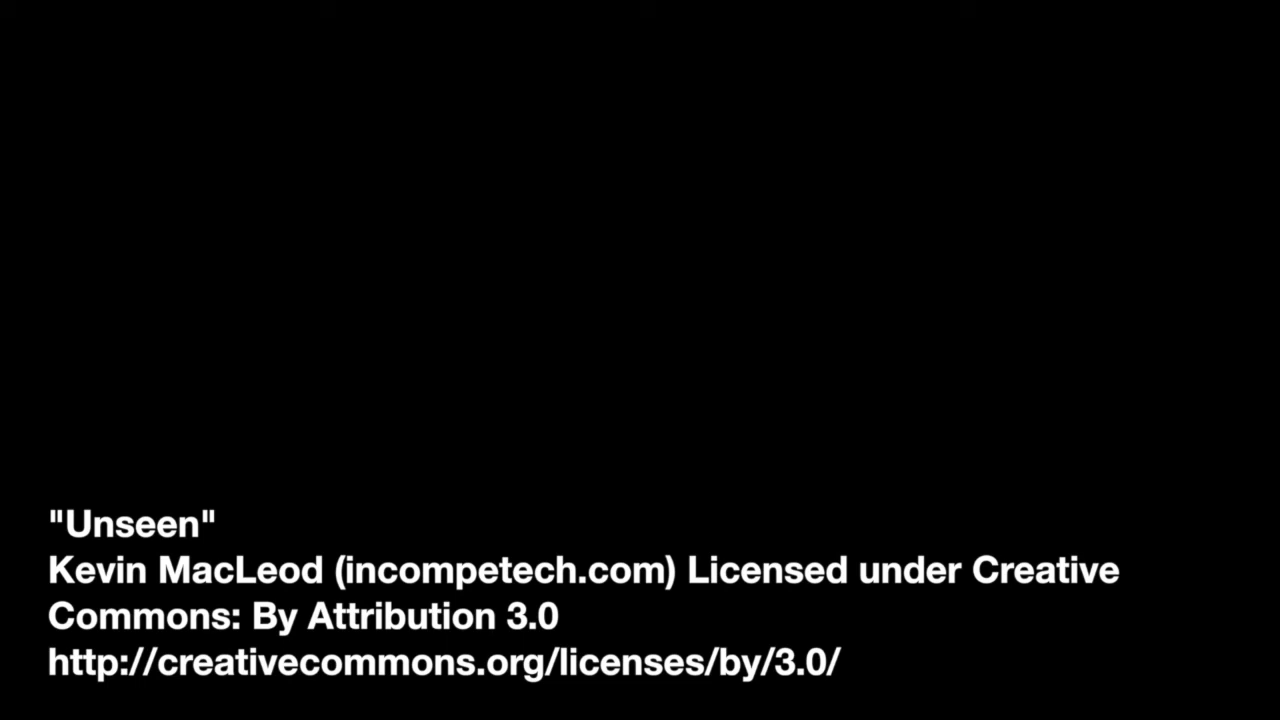 "Unseen"
Kevin MacLeod (incompetech.com) Licensed under Creative
Commons: By Attribution 3.0
http://creativecommons.org/licenses/by/3.0/